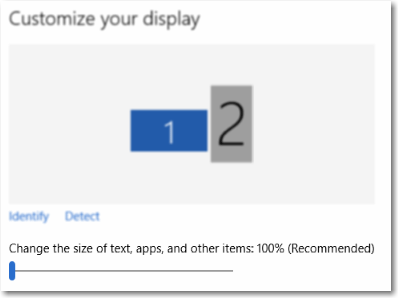 Customize your display
1 2
Identify Detect
Change the size of text, apps, and other items: 100% (Recommended)